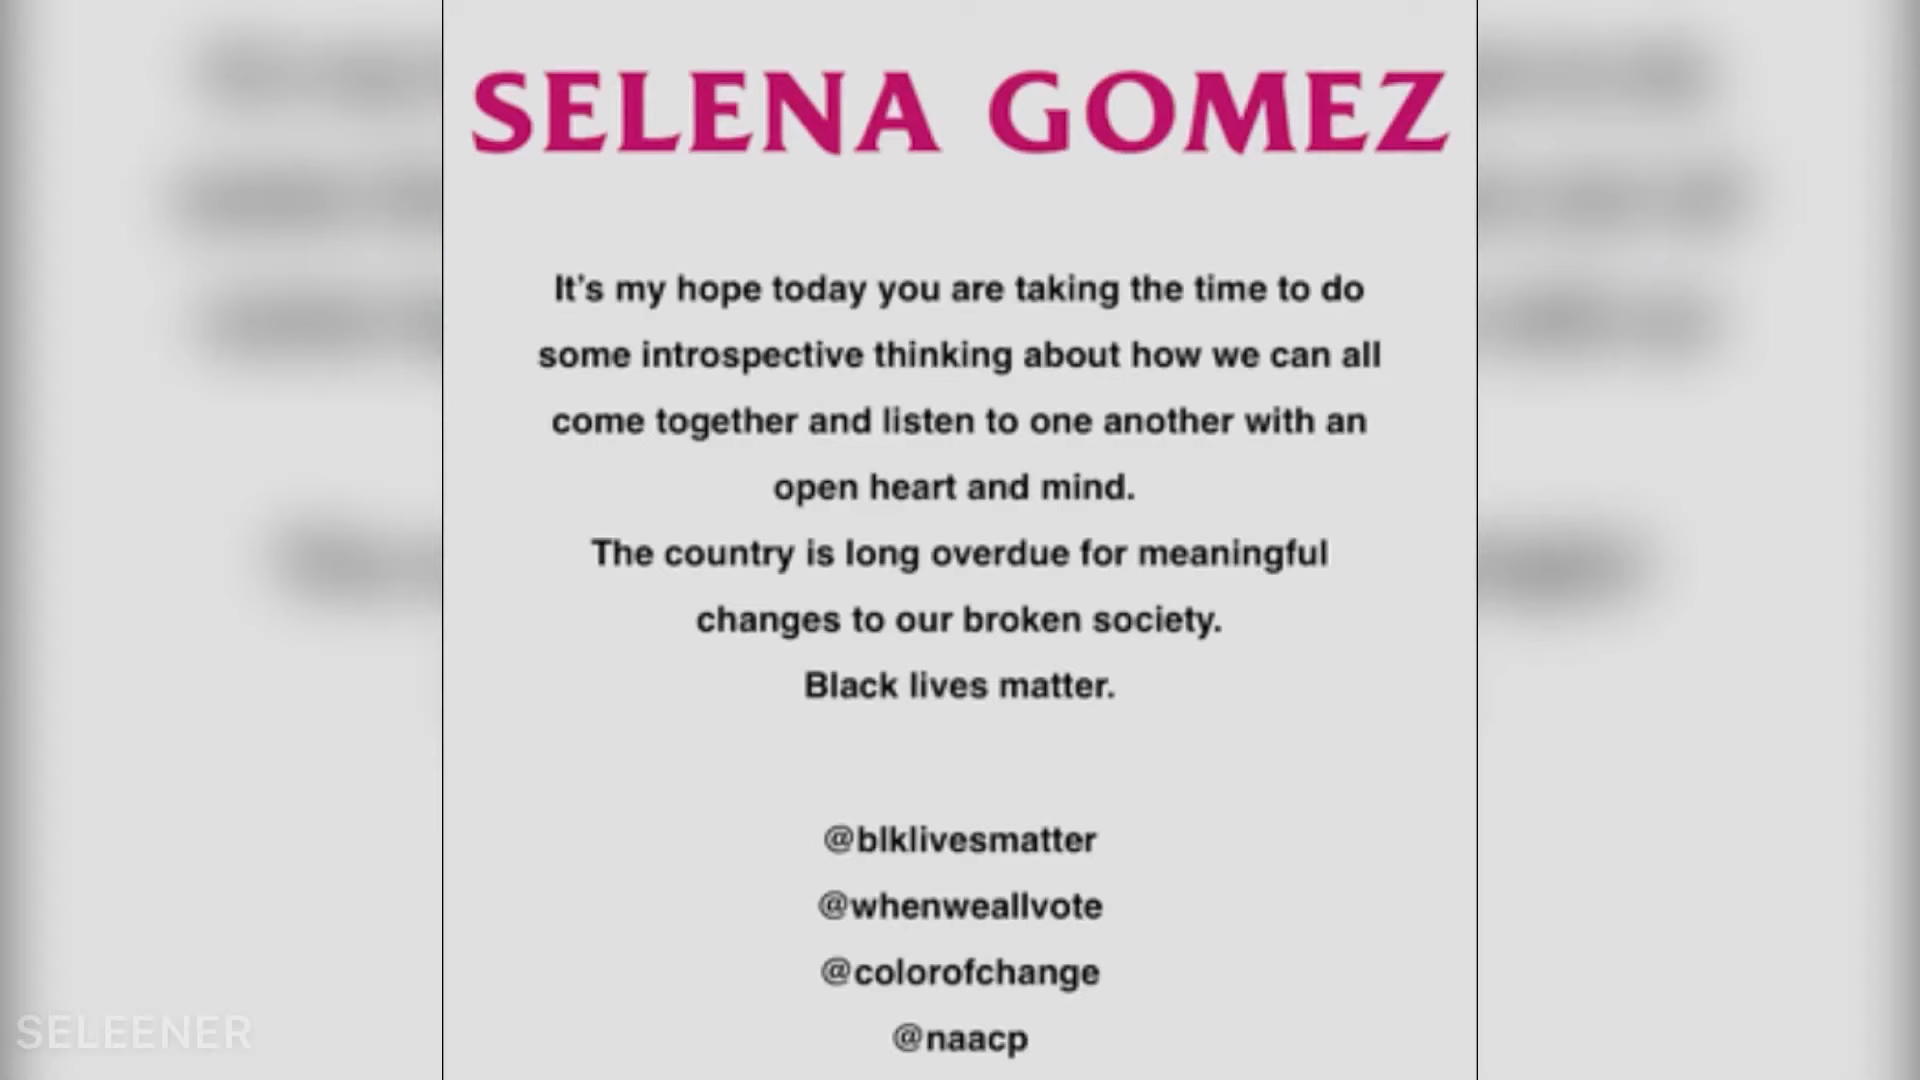 SELENA GOMEZ
It's my hope today you are taking the time to do
some introspective thinking about how we can all
come together and listen to one another with an
open heart and mind.
The country is long overdue for meaningful
changes to our broken society.
Black lives matter.
@blklivesmatter
@whenweallvote
@colorofchange
@naacp
SELEENER